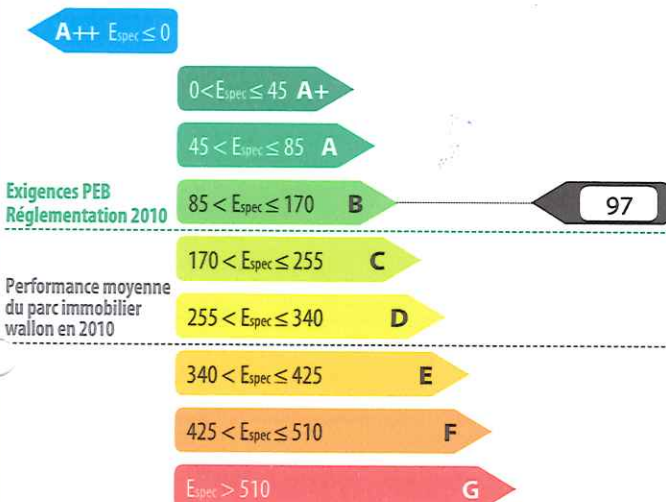 A++ Espec ≤ 0
0 < Espec ≤ 45 A+
45 < Espec ≤ 85 A
Exigences PEB
Réglementation 2010
85 < Espec ≤ 170 B
97
170 < Espec ≤ 255 C
Performance moyenne
du parc immobilier
wallon en 2010
255 < Espec ≤ 340 D
340 < Espec ≤ 425 E
425 < Espec ≤ 510 F
Espec > 510 G